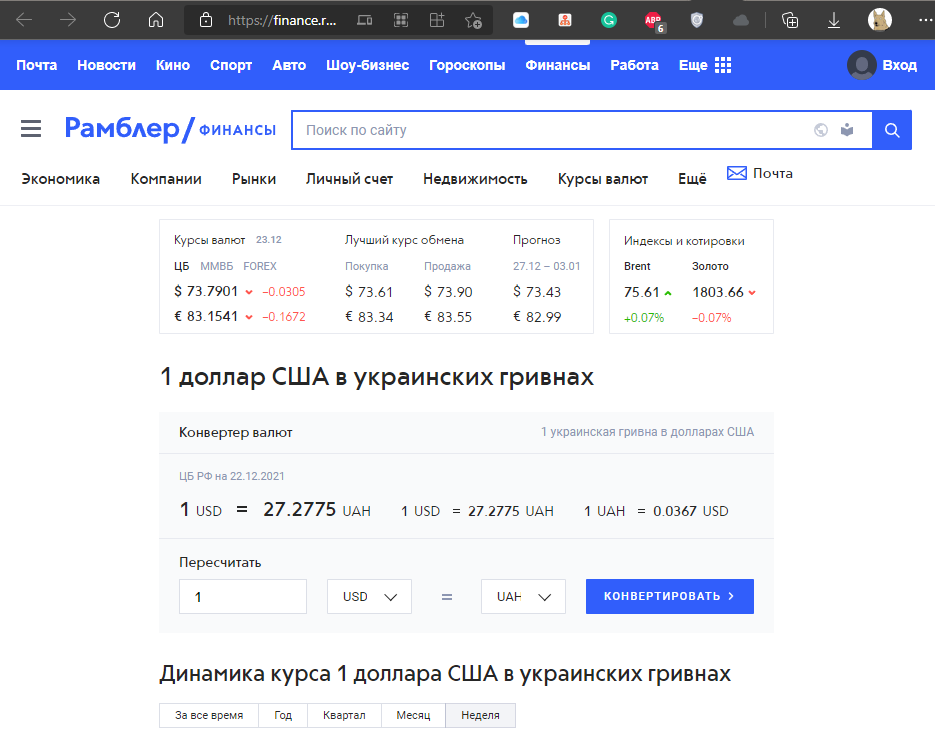 https://finance.r...
ABP
6
Почта Новости Кино Спорт Авто Шоу-бизнес Гороскопы Финансы Работа Еще Вход
Рамблер/ ФИНАНСЫ Поиск по сайту
Экономика Компании Рынки Личный счет Недвижимость Курсы валют Ещё Почта
Курсы валют 23.12 Лучший курс обмена Прогноз Индексы и котировки
ЦБ ММВБ FOREX Покупка Продажа 27.12 – 03.01 Brent Золото
$ 73.7901 −0.0305 $ 73.61 $ 73.90 $ 73.43 75.61 1803.66
€ 83.1541 −0.1672 € 83.34 € 83.55 € 82.99 +0.07% −0.07%
1 доллар США в украинских гривнах
Конвертер валют 1 украинская гривна в долларах США
ЦБ РФ на 22.12.2021
1 USD = 27.2775 UAH 1 USD = 27.2775 UAH 1 UAH = 0.0367 USD
Пересчитать
1 USD = UAH КОНВЕРТИРОВАТЬ
Динамика курса 1 доллара США в украинских гривнах
За все время Год Квартал Месяц Неделя